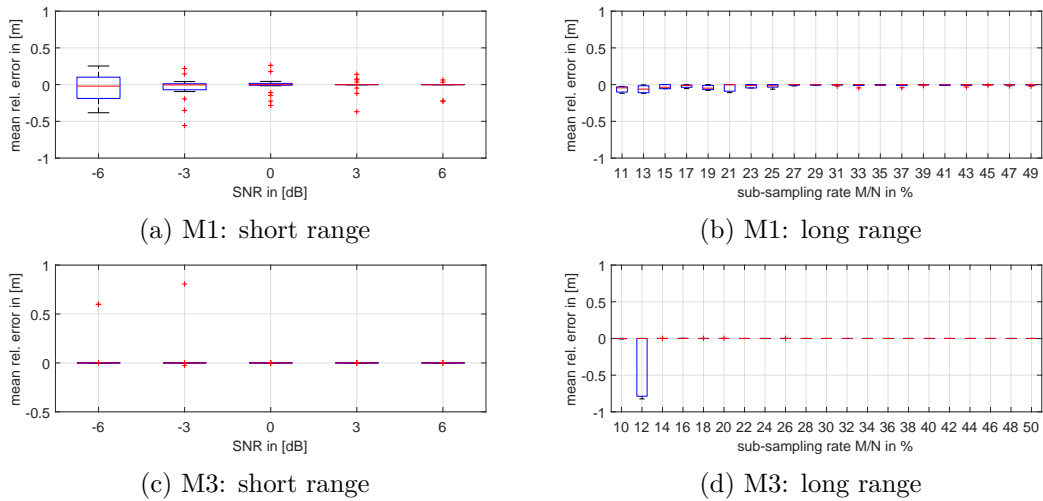 1
0.5
0
-0.5
-1
mean rel. error in [m]
-6 -3 0 3 6
SNR in [dB]
(a) M1: short range
1
0.5
0
-0.5
-1
mean rel. error in [m]
11 13 15 17 19 21 23 25 27 29 31 33 35 37 39 41 43 45 47 49
sub-sampling rate M/N in %
(b) M1: long range
1
0.5
0
-0.5
mean rel. error in [m]
-6 -3 0 3 6
SNR in [dB]
(c) M3: short range
1
0.5
0
-0.5
-1
mean rel. error in [m]
10 12 14 16 18 20 22 24 26 28 30 32 34 36 38 40 42 44 46 48 50
sub-sampling rate M/N in %
(d) M3: long range